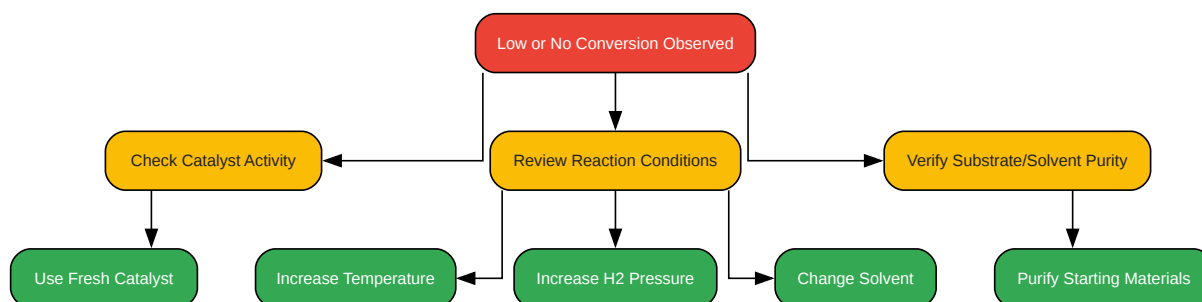 Low or No Conversion Observed
Check Catalyst Activity
Review Reaction Conditions
Verify Substrate/Solvent Purity
Use Fresh Catalyst
Increase Temperature
Increase H2 Pressure
Change Solvent
Purify Starting Materials